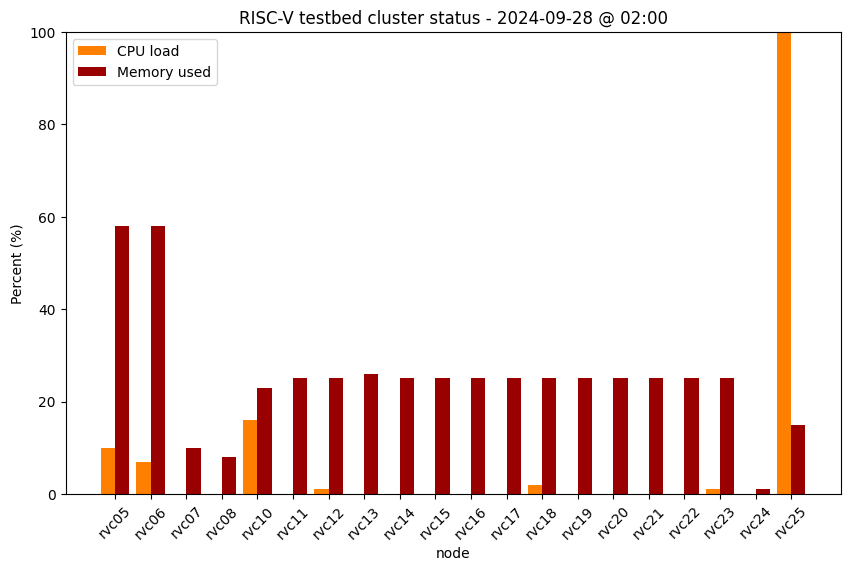 RISC-V testbed cluster status - 2024-09-28 @ 02:00
CPU load
Memory used
Percent (%)
100
80
60
40
20
0
rvc05
rvc06
rvc07
rvc08
rvc10
rvc11
rvc12
rvc13
rvc14
rvc15
rvc16
rvc17
rvc18
rvc19
rvc20
rvc21
rvc22
rvc23
rvc24
rvc25
node